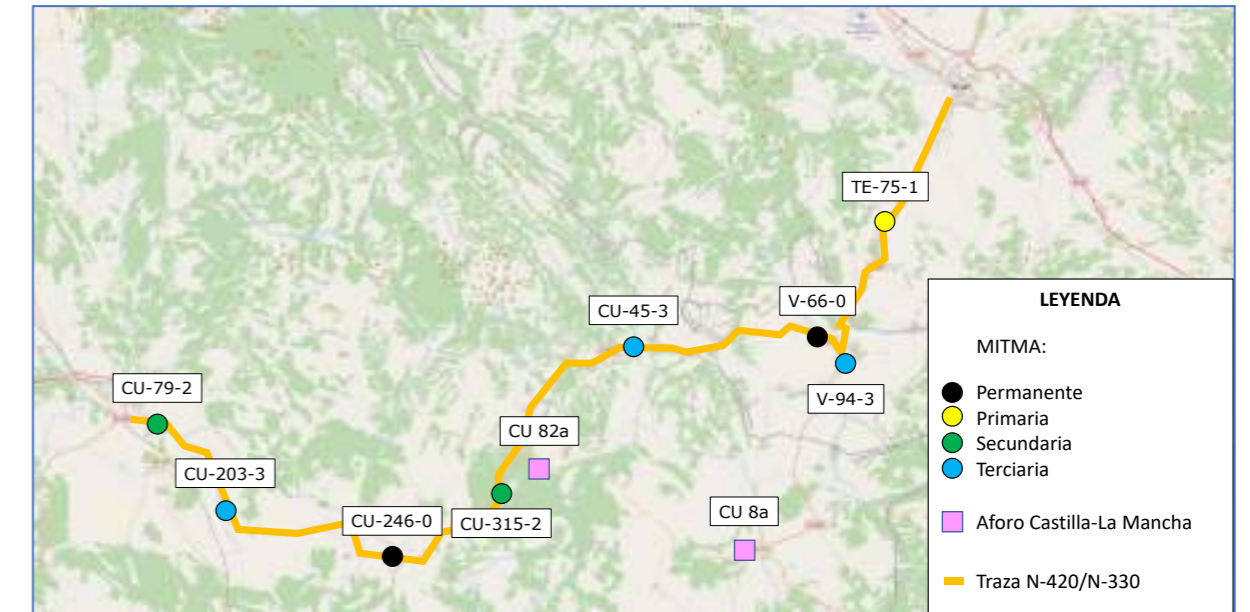 TE-75-1
V-66-0
CU-45-3
CU-79-2
V-94-3
CU 82a
CU-203-3
CU-246-0
CU-315-2
CU 8a
LEYENDA
MITMA:
Permanente
Primaria
Secundaria
Terciaria
Aforo Castilla-La Mancha
Traza N-420/N-330